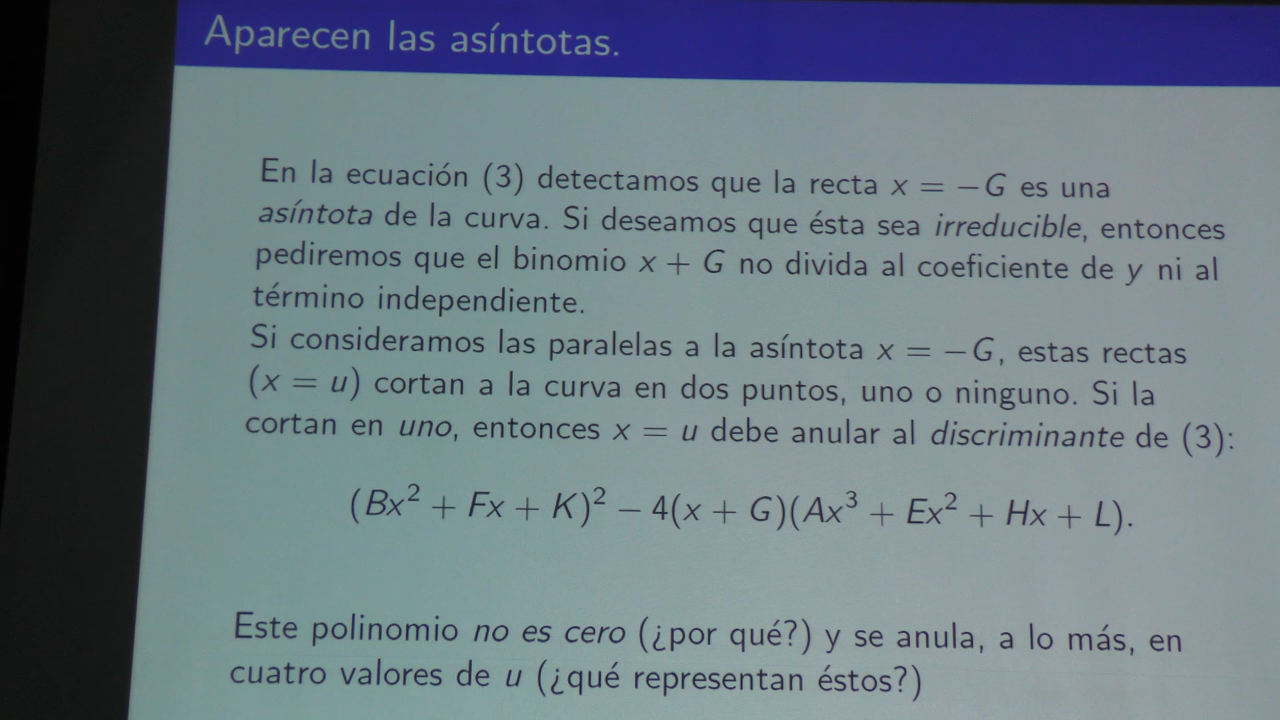 Aparecen las asíntotas.
En la ecuación (3) detectamos que la recta x = −G es una
asíntota de la curva. Si deseamos que ésta sea irreducible, entonces
pediremos que el binomio x + G no divida al coeficiente de y ni al
término independiente.
Si consideramos las paralelas a la asíntota x = −G, estas rectas
(x = u) cortan a la curva en dos puntos, uno o ninguno. Si la
cortan en uno, entonces x = u debe anular al discriminante de (3):
(Bx² + Fx + K)² − 4(x + G)(Ax³ + Ex² + Hx + L).
Este polinomio no es cero (¿por qué?) y se anula, a lo más, en
cuatro valores de u (¿qué representan éstos?)